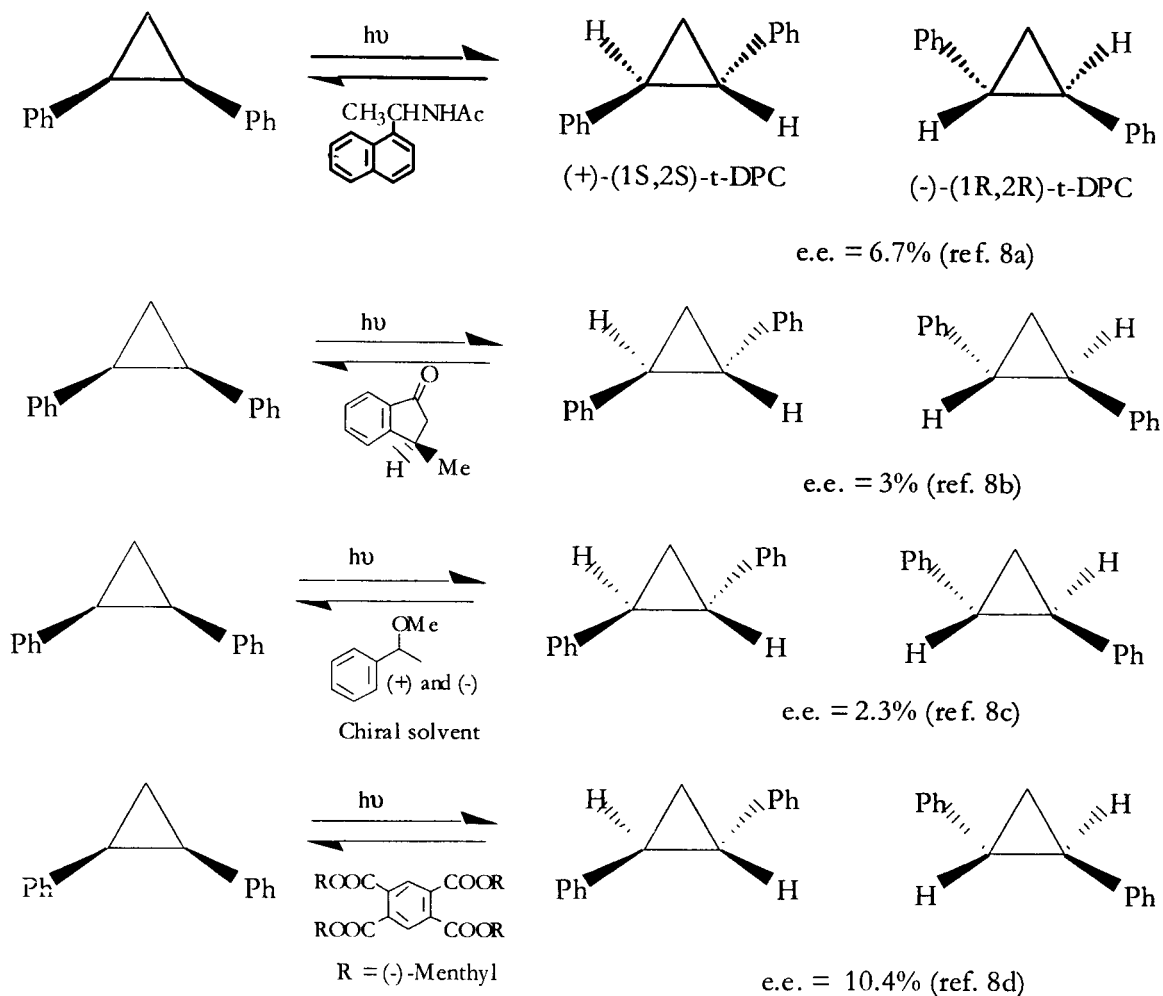 hυ
H Ph Ph H
Ph Ph CH₃CHNHAc Ph H H Ph
(+)-(1S,2S)-t-DPC (-)-(1R,2R)-t-DPC
e.e. = 6.7% (ref. 8a)
hυ
H Ph Ph H
O
Ph Ph Ph H H Ph
H Me
e.e. = 3% (ref. 8b)
hυ
H Ph Ph H
OMe
Ph Ph Ph H H Ph
(+) and (-)
Chiral solvent
e.e. = 2.3% (ref. 8c)
hυ
H Ph Ph H
Ph Ph ROOC COOR Ph H H Ph
ROOC COOR
R = (-)-Menthyl
e.e. = 10.4% (ref. 8d)